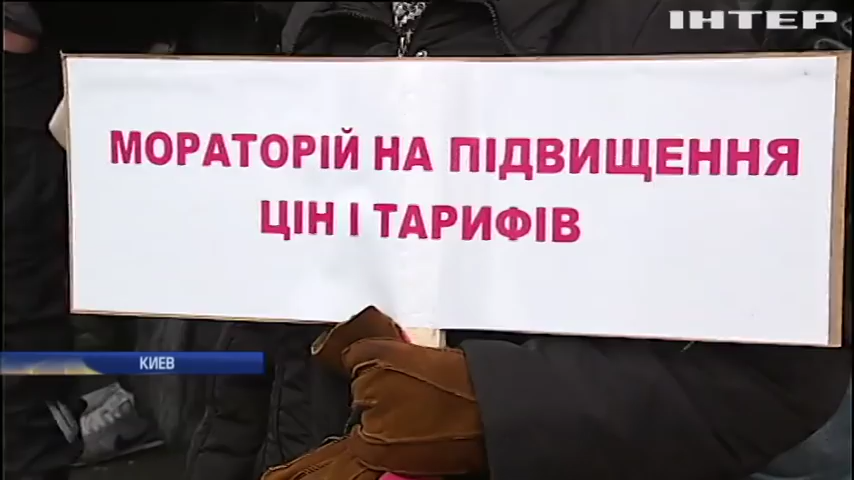 ІНТЕР
МОРАТОРІЙ НА ПІДВИЩЕННЯ
ЦІН І ТАРИФІВ
КИЕВ